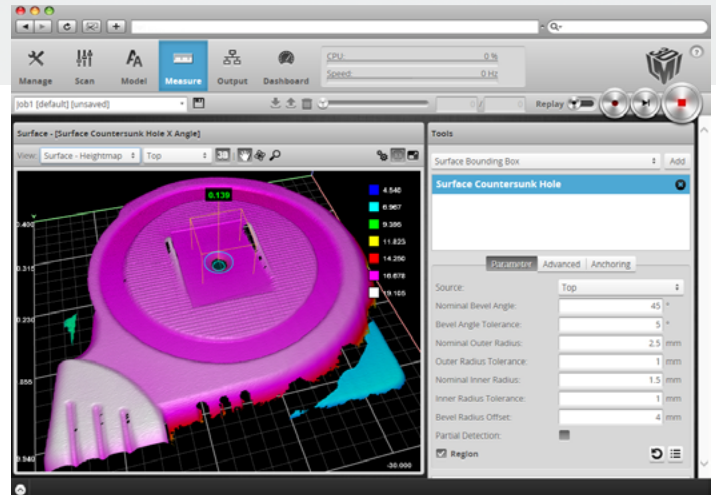 CPU: 0 %
Speed: 0 Hz
Manage Scan Model Measure Output Dashboard
Job1 [default] [unsaved]
0 / 0 Replay
Surface - [Surface Countersunk Hole X Angle]
Tools
View: Surface - Heightmap Top 3D
Surface Bounding Box Add
Surface Countersunk Hole
0.139
4.540
6.967
9.395
11.823
14.250
16.678
19.105
0.400
0.315
0.230
.855
0.540
-30.000
Parameter Advanced Anchoring
Source: Top
Nominal Bevel Angle: 45 °
Bevel Angle Tolerance: 5 °
Nominal Outer Radius: 2.5 mm
Outer Radius Tolerance: 1 mm
Nominal Inner Radius: 1.5 mm
Inner Radius Tolerance: 1 mm
Bevel Radius Offset: 4 mm
Partial Detection:
Region